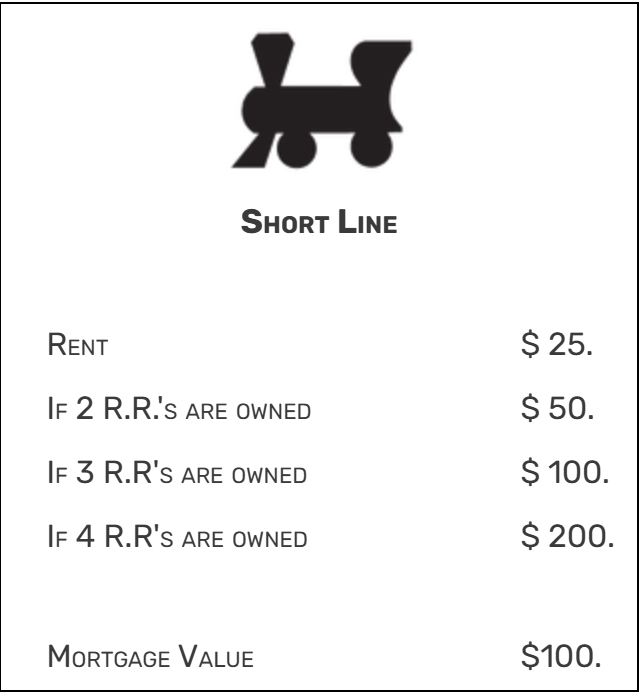 Short Line
Rent $ 25.
If 2 R.R.'s are owned $ 50.
If 3 R.R's are owned $ 100.
If 4 R.R's are owned $ 200.
Mortgage Value $100.